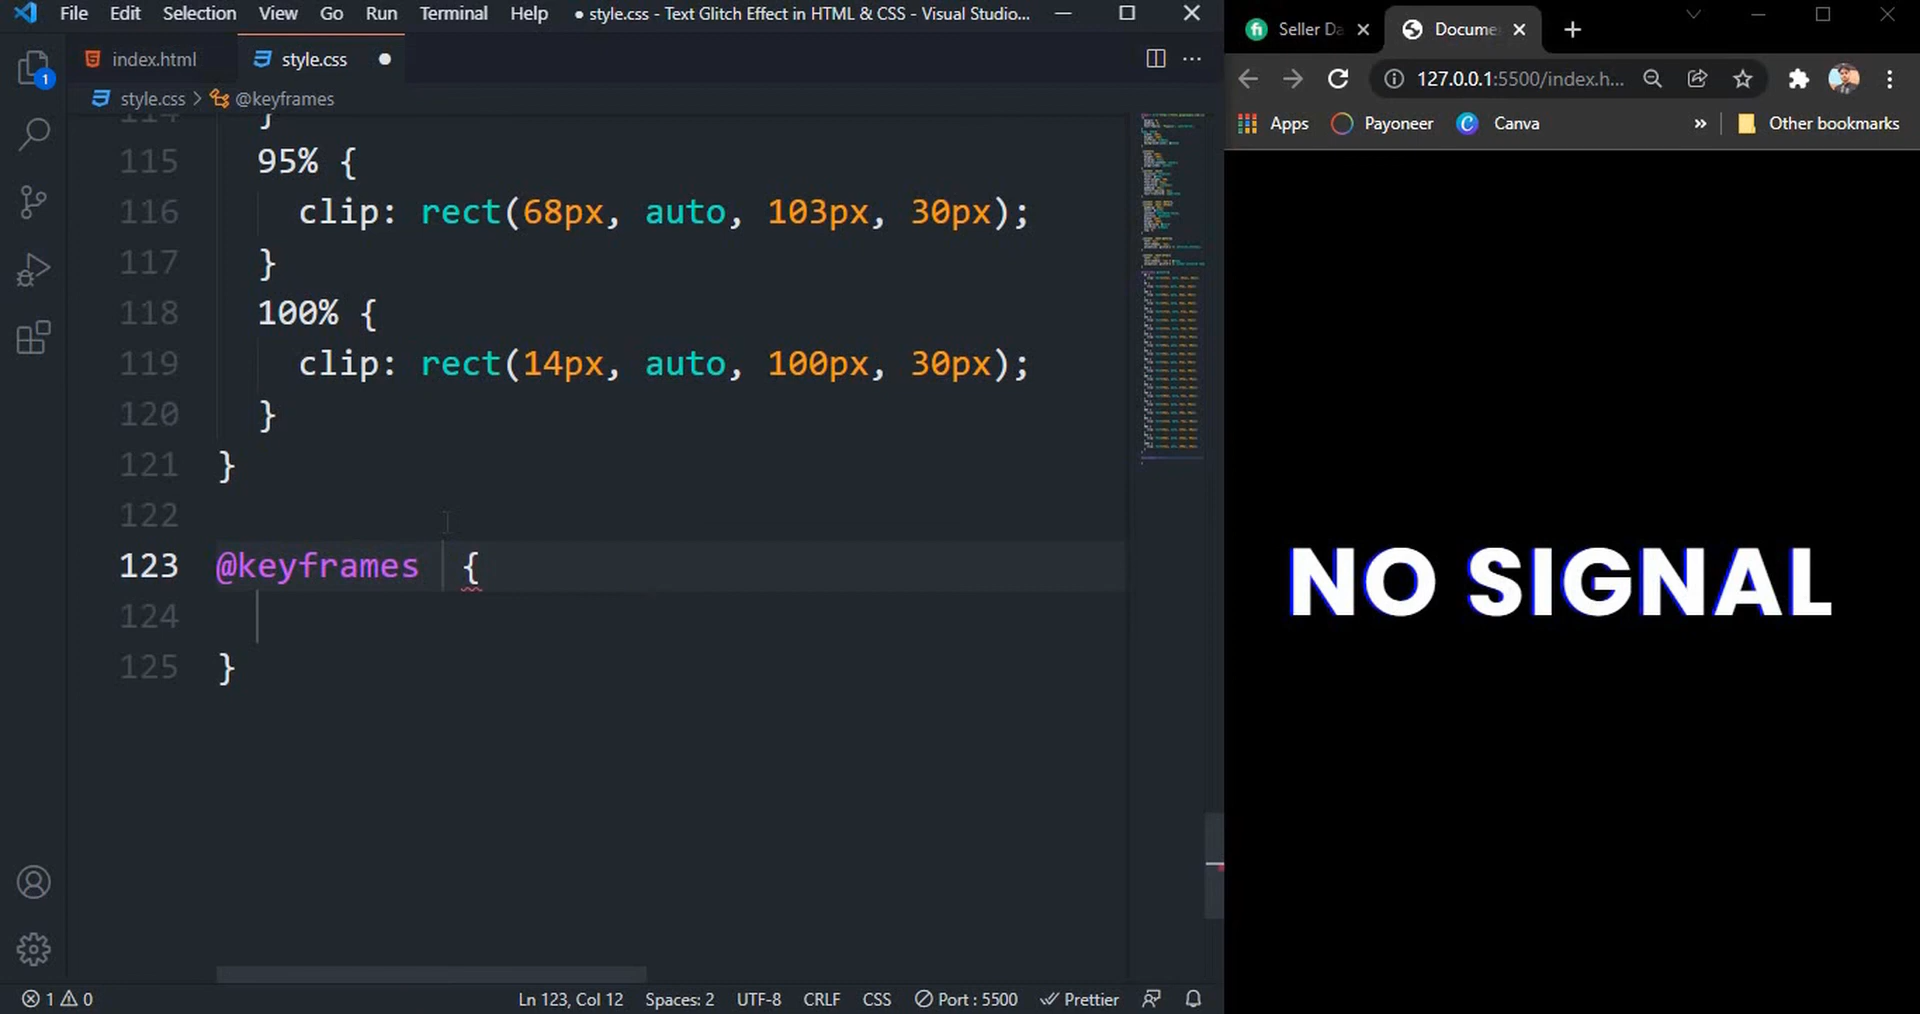 File Edit Selection View Go Run Terminal Help ● style.css - Text Glitch Effect in HTML & CSS - Visual Studio...
index.html style.css
style.css > @keyframes
1
114 }
115 95% {
116 clip: rect(68px, auto, 103px, 30px);
117 }
118 100% {
119 clip: rect(14px, auto, 100px, 30px);
120 }
121 }
122
123 @keyframes {
124
125 }
1 0 Ln 123, Col 12 Spaces: 2 UTF-8 CRLF CSS Port : 5500 Prettier
fi Seller Da Docume
127.0.0.1:5500/index.h...
Apps Payoneer Canva » Other bookmarks
NO SIGNAL